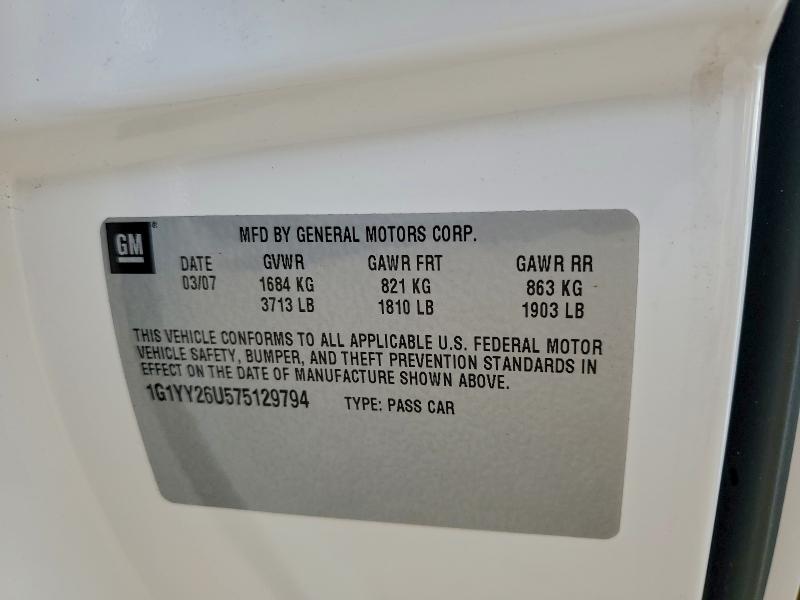 GM®
MFD BY GENERAL MOTORS CORP.
DATE GVWR GAWR FRT GAWR RR
03/07 1684 KG 821 KG 863 KG
3713 LB 1810 LB 1903 LB
THIS VEHICLE CONFORMS TO ALL APPLICABLE U.S. FEDERAL MOTOR
VEHICLE SAFETY, BUMPER, AND THEFT PREVENTION STANDARDS IN
EFFECT ON THE DATE OF MANUFACTURE SHOWN ABOVE.
1G1YY26U575129794 TYPE: PASS CAR